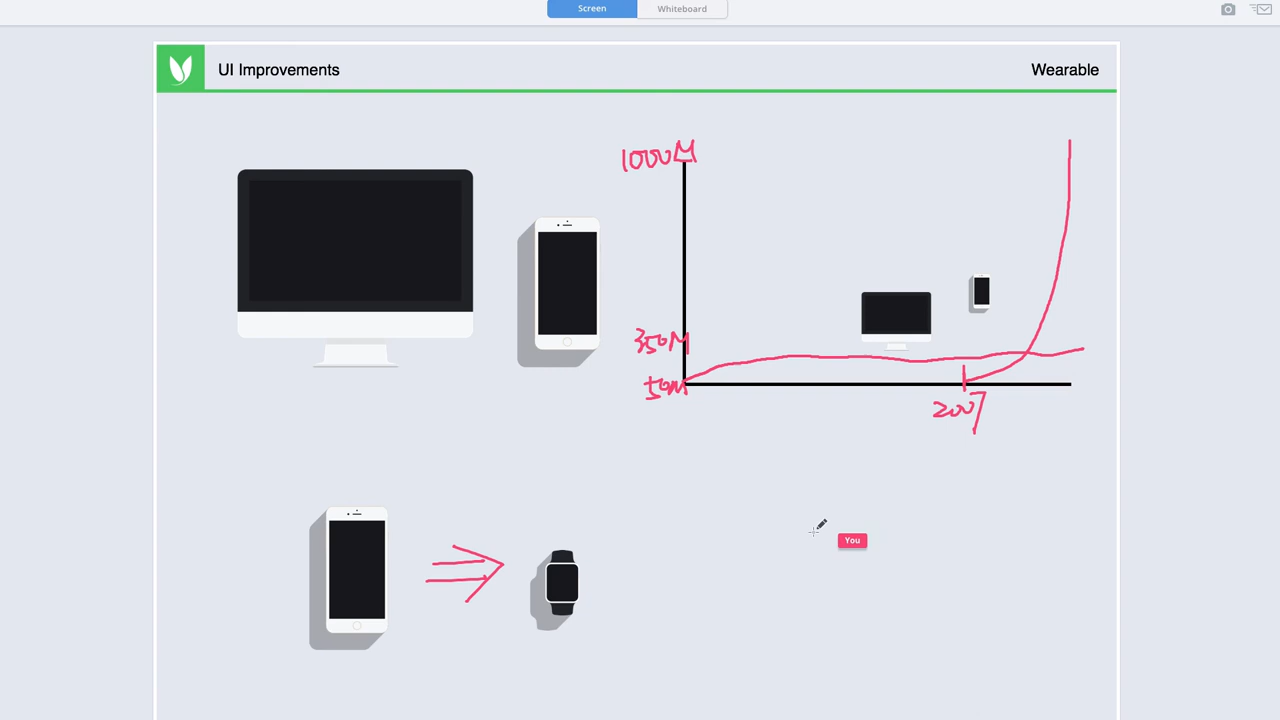 Screen
Whiteboard
UI Improvements
Wearable
1000M
350M
50M
2007
You